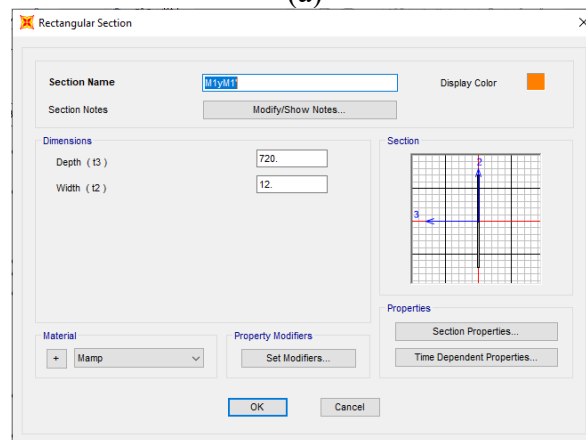 (a)
Rectangular Section
Section Name M1yM1' Display Color
Section Notes Modify/Show Notes...
Dimensions
Depth ( t3 ) 720.
Width ( t2 ) 12.
Section
2
3
Properties
Section Properties...
Time Dependent Properties...
Material
+ Mamp
Property Modifiers
Set Modifiers...
OK Cancel